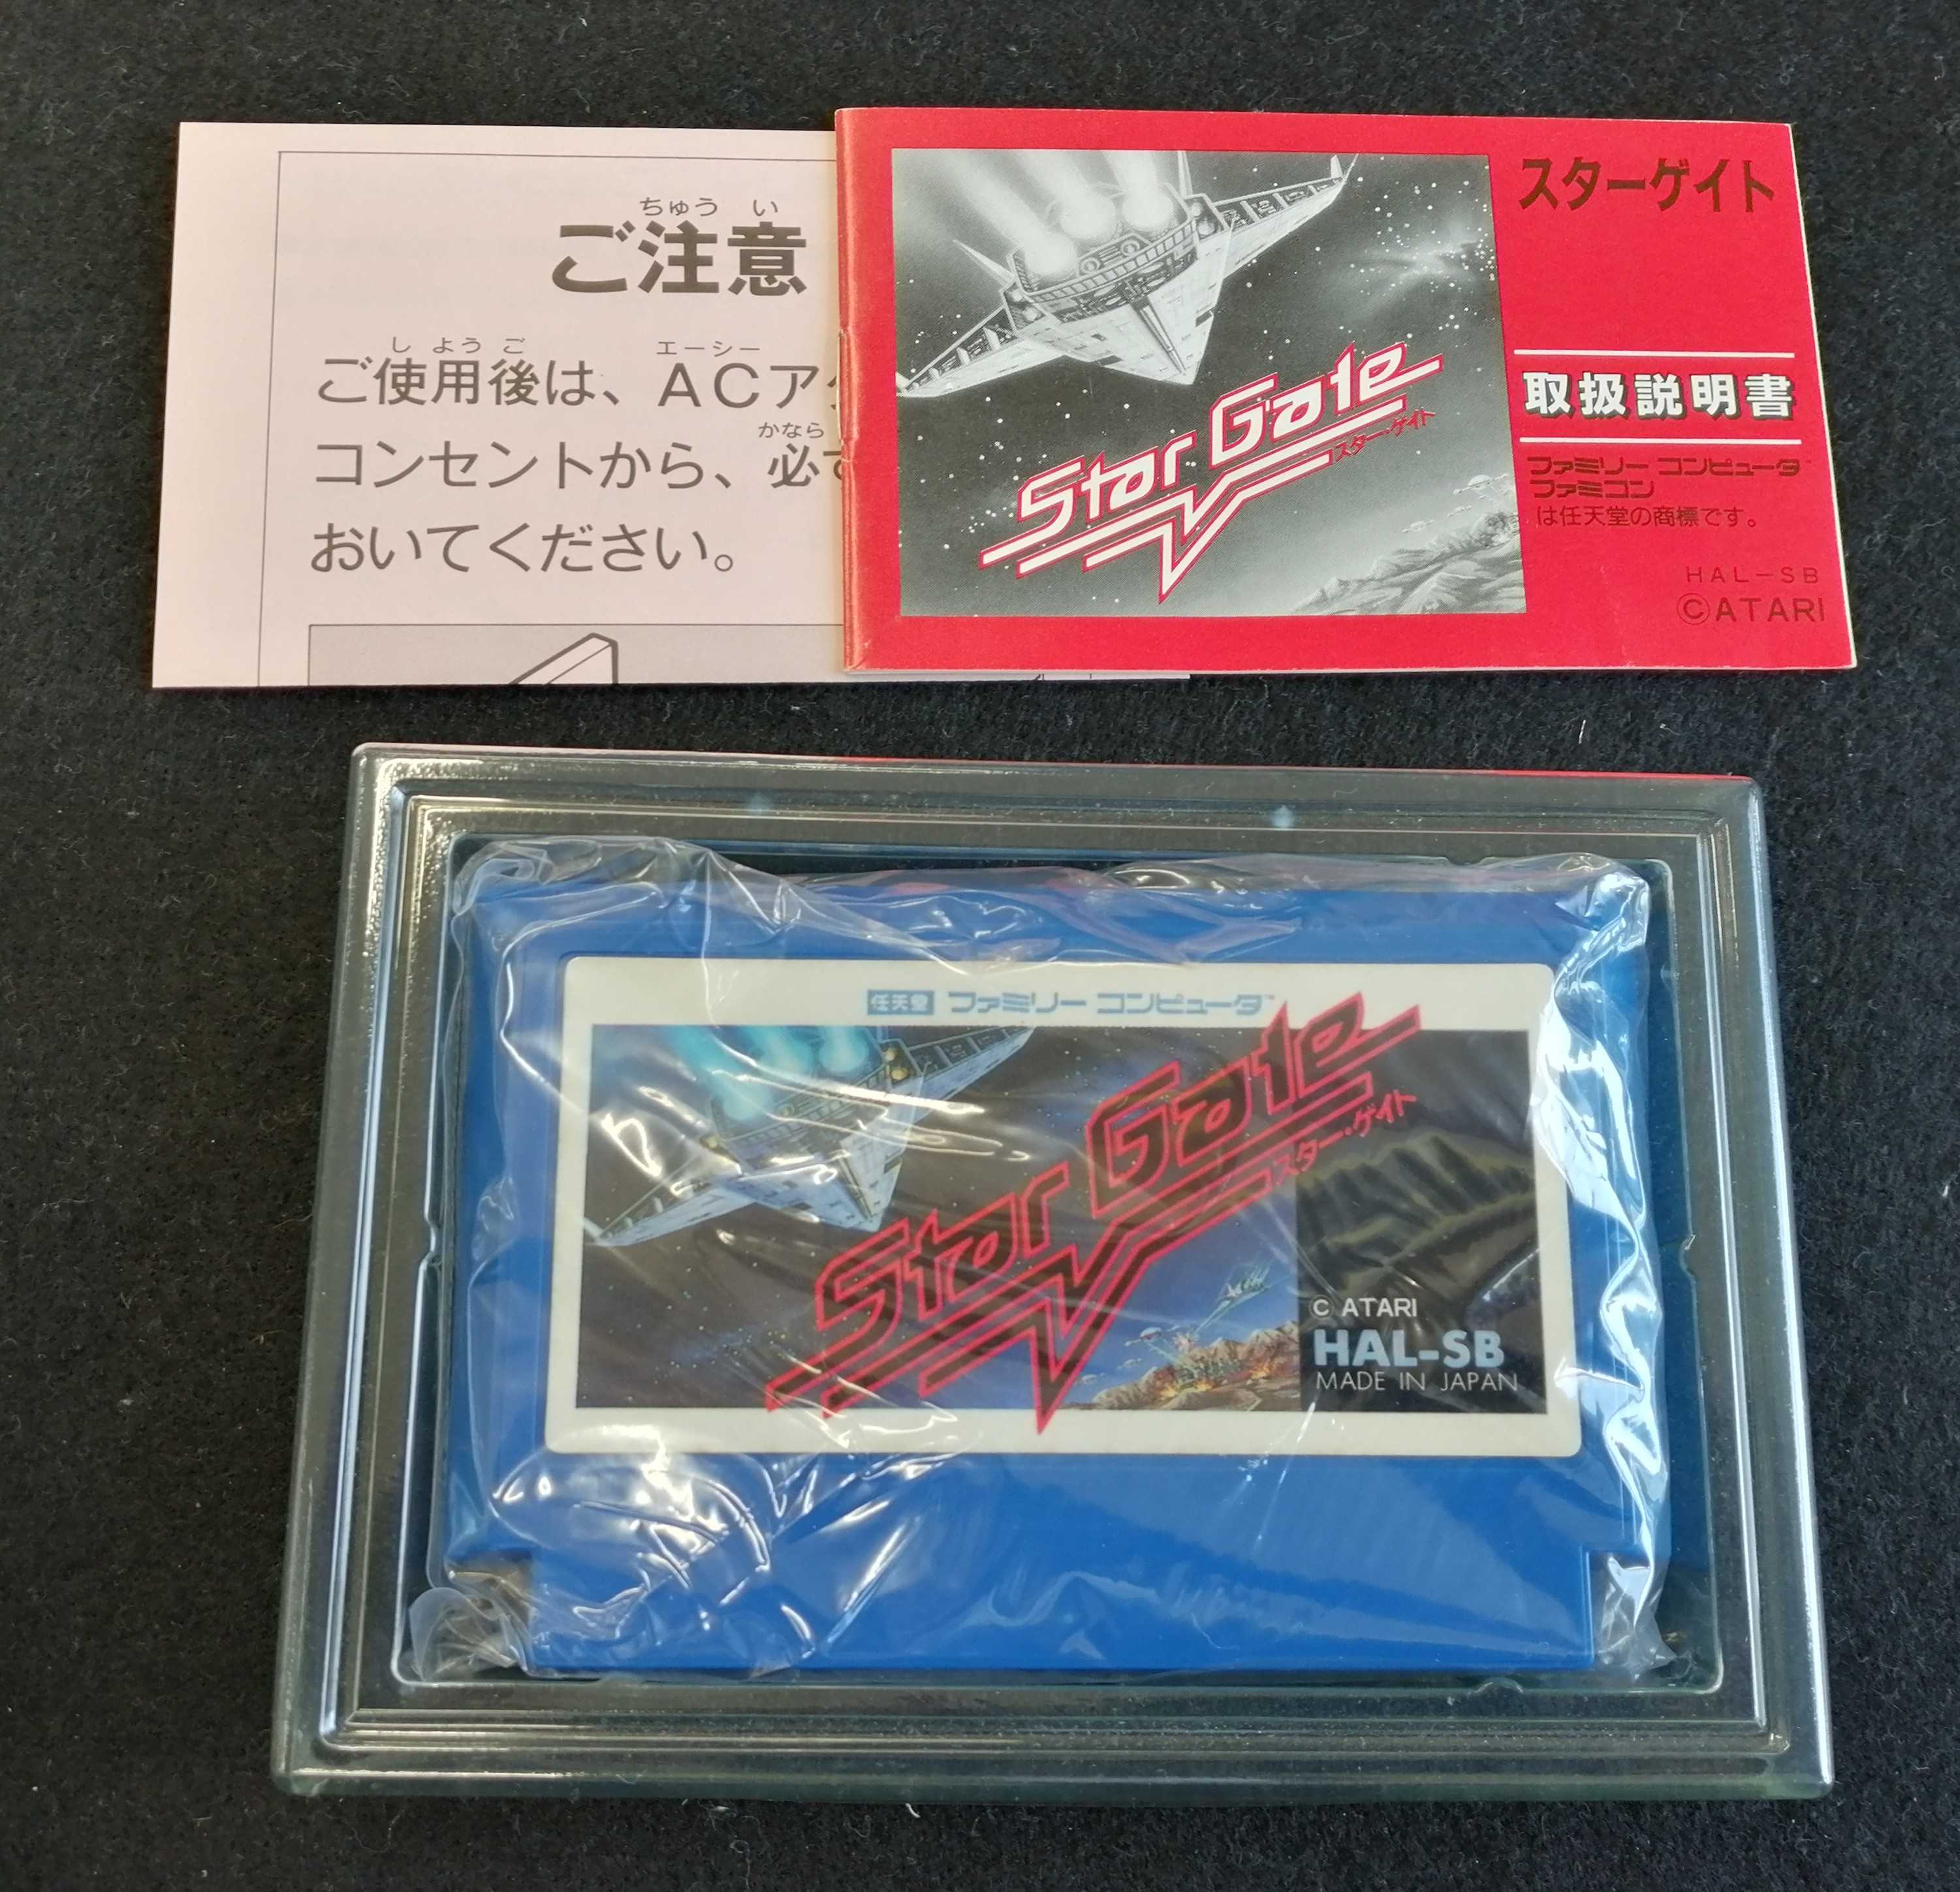 ちゅう い
ご注意
し よう ご
ご使用後は、
エーシー
ACア
コンセントから、
かなら
必
おいてください。
スターゲイト
Star Gate
スター・ゲイト
取扱説明書
ファミリー コンピュータ
ファミコン
は任天堂の商標です。
HAL-SB
©ATARI
任天堂 ファミリー コンピュータ™
Star Gate
スター・ゲイト
© ATARI
HAL-SB
MADE IN JAPAN